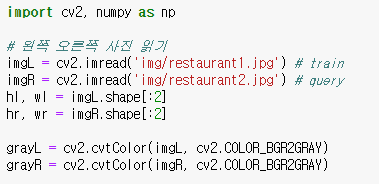 import cv2, numpy as np
# 왼쪽 오른쪽 사진 읽기
imgL = cv2.imread('img/restaurant1.jpg') # train
imgR = cv2.imread('img/restaurant2.jpg') # query
hl, wl = imgL.shape[:2]
hr, wr = imgR.shape[:2]
grayL = cv2.cvtColor(imgL, cv2.COLOR_BGR2GRAY)
grayR = cv2.cvtColor(imgR, cv2.COLOR_BGR2GRAY)